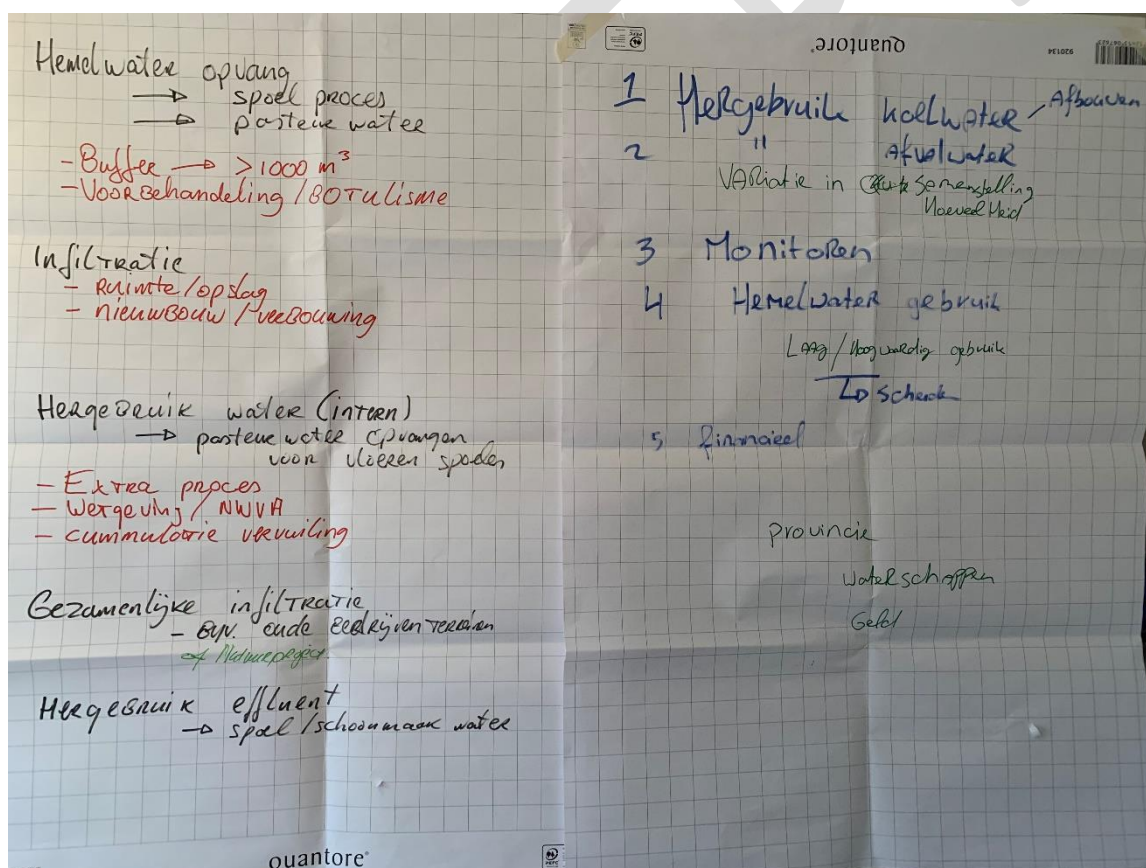 Hemelwater opvang
→ spoel proces
→ pasteur water
- Buffer → >1000 m³
- Voorbehandeling / BOTULISME
Infiltratie
- Ruimte / opslag
- nieuwbouw / verbouwing
Hergebruik water (intern)
→ pasteur water opvangen
voor vloeren spoelen
- Extra proces
- Wetgeving / NWVA
- cummulatie vervuiling
Gezamenlijke infiltratie
- Bijv. oude bedrijventerreinen
Hergebruik effluent
→ spoel / schoonmaak water
quantore
PEFC
quantore
920134
1 Hergebruik koelwater / Afbouwen
2 " Afvalwater
Variatie in Samenstelling
Hoeveelheid
3 Monitoren
4 Hemelwater gebruik
Laag / Hoogwaardig gebruik
5 financieel
provincie
waterschappen
Geld